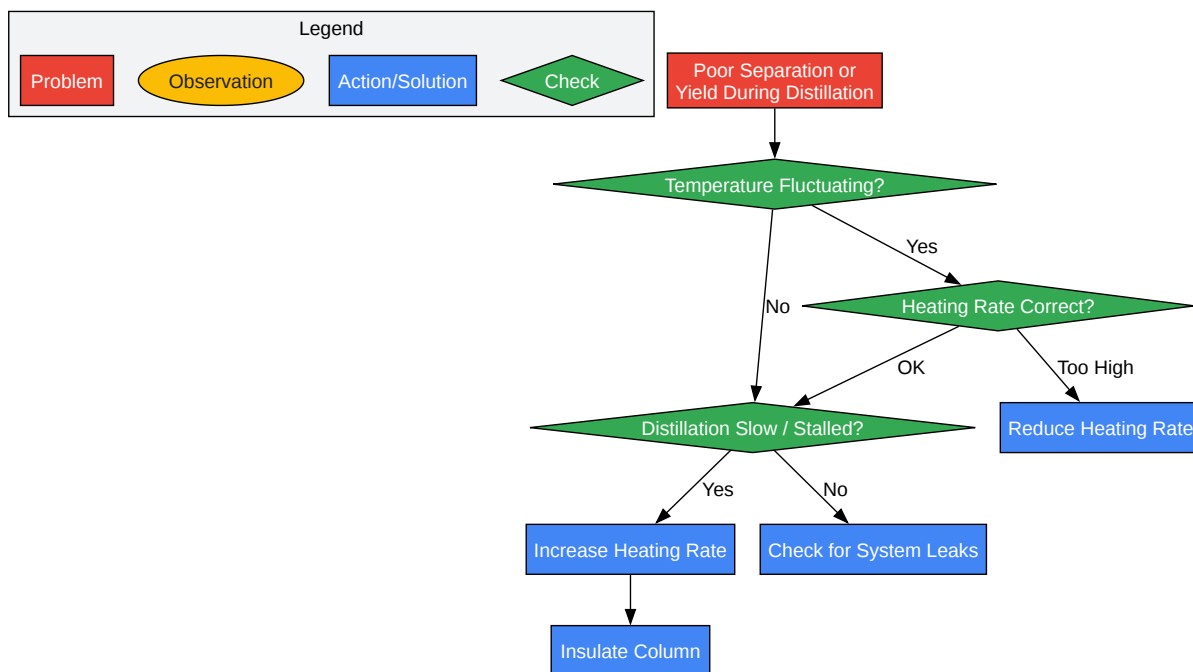 Legend
Problem
Observation
Action/Solution
Check
Poor Separation or
Yield During Distillation
Temperature Fluctuating?
Yes
No
Heating Rate Correct?
OK
Too High
Distillation Slow / Stalled?
Reduce Heating Rate
Yes
No
Increase Heating Rate
Check for System Leaks
Insulate Column